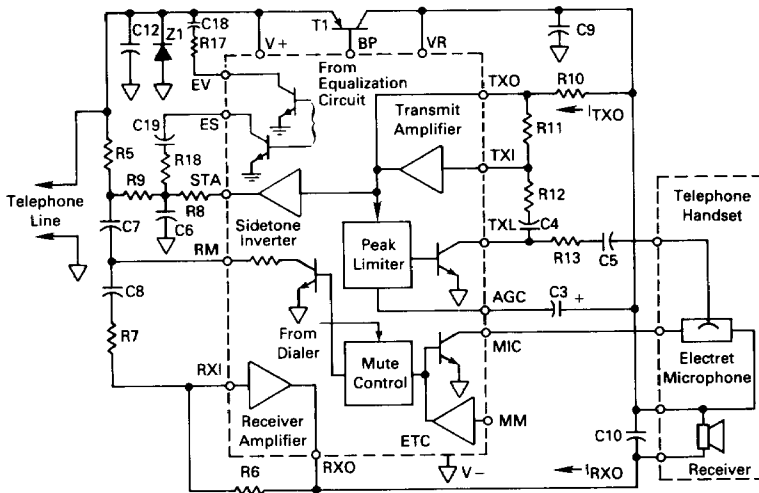 T1
C12
Z1
C18
R17
V+
BP
VR
C9
EV
From
Equalization
Circuit
TXO
R10
ITXO
ES
Transmit
Amplifier
R11
C19
TXI
R5
R18
R12
Telephone
Handset
R9
STA
Telephone
Line
R8
TXL
C4
C7
C6
Sidetone
Inverter
Peak
Limiter
R13
C5
RM
C8
AGC
C3
+
From
Dialer
MIC
R7
Mute
Control
Electret
Microphone
RXI
MM
C10
Receiver
Amplifier
ETC
RXO
V−
IRXO
R6
Receiver